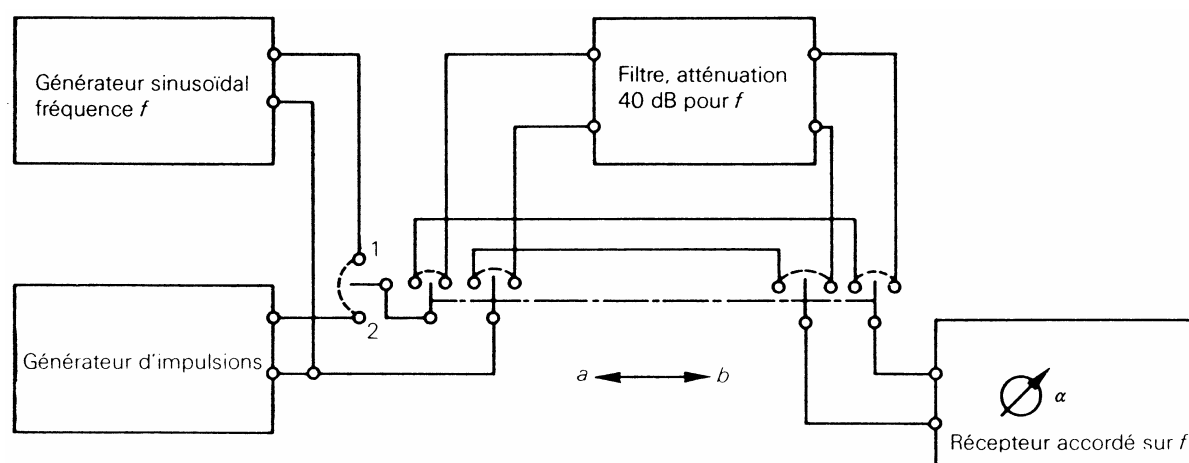 Générateur sinusoïdal
fréquence f
Filtre, atténuation
40 dB pour f
1
2
Générateur d'impulsions
a
b
α
Récepteur accordé sur f